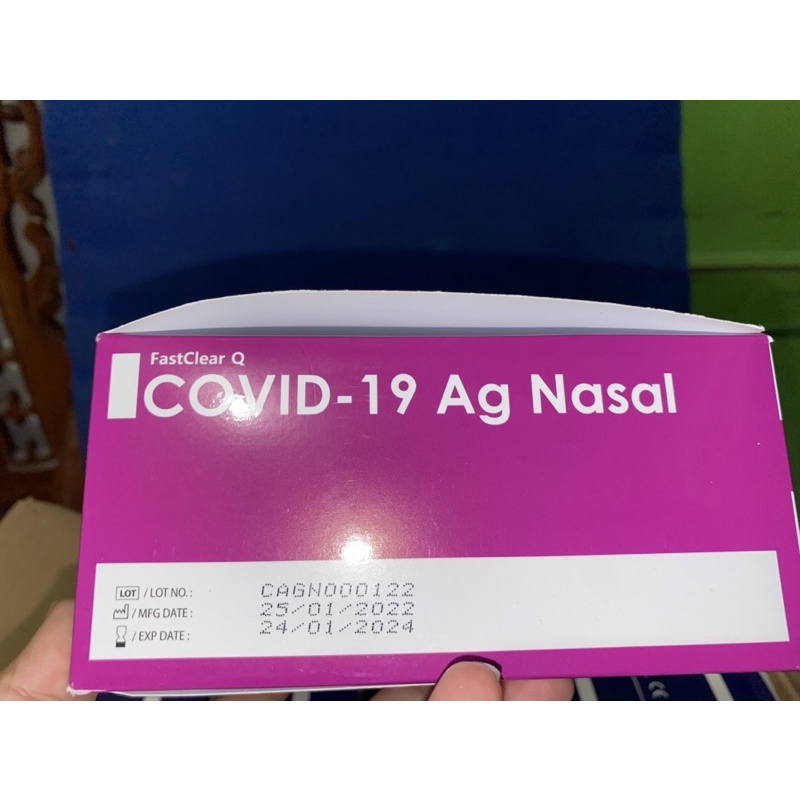 FastClear Q
COVID-19 Ag Nasal
LOT / LOT NO. : CAGN000122
/ MFG DATE : 25/01/2022
/ EXP DATE : 24/01/2024
CE